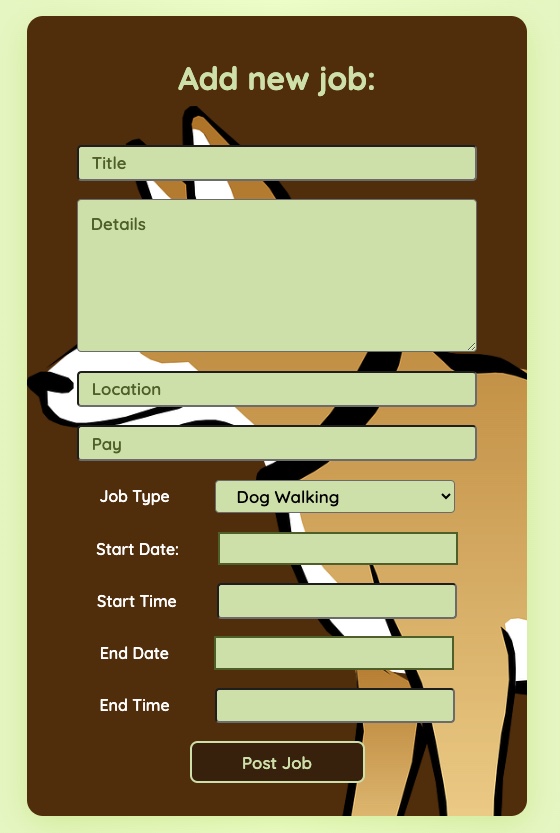 Add new job:
Title
Details
Location
Pay
Job Type Dog Walking
Start Date:
Start Time
End Date
End Time
Post Job